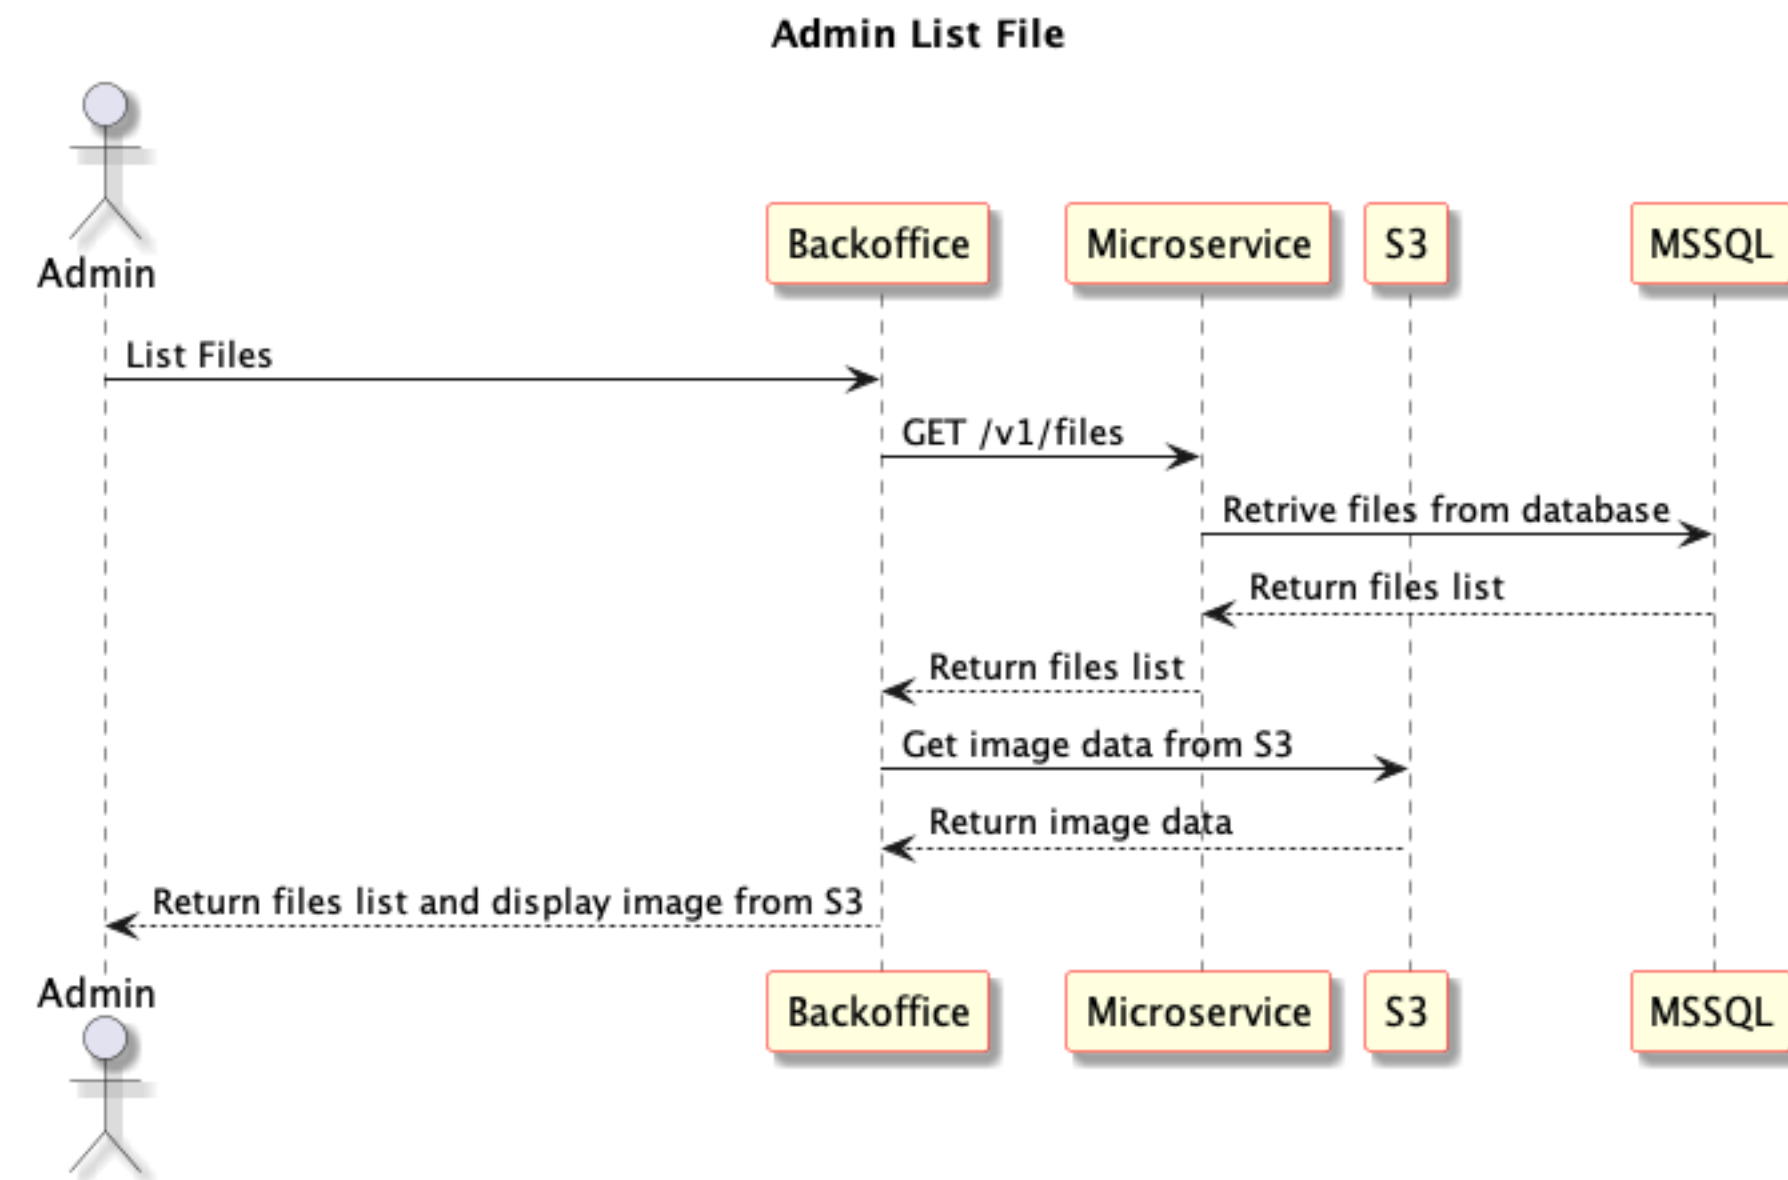 Admin List File
Admin
Backoffice
Microservice
S3
MSSQL
List Files
GET /v1/files
Retrive files from database
Return files list
Return files list
Get image data from S3
Return image data
Return files list and display image from S3
Admin
Backoffice
Microservice
S3
MSSQL